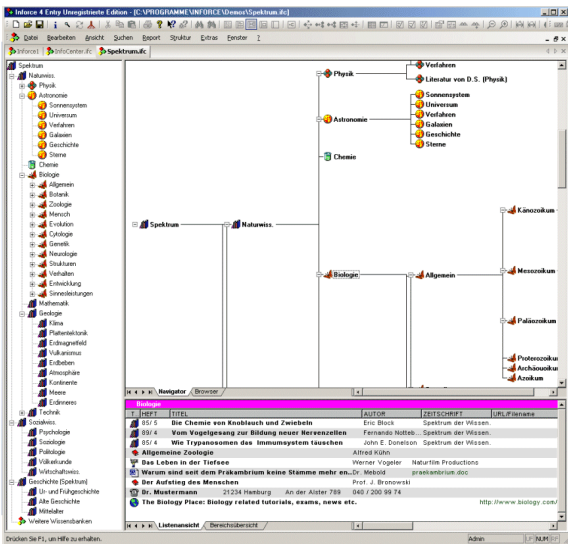 Inforce 4 Entry Unregistrierte Edition - [C:\PROGRAMME\INFORCE\Demos\Spektrum.ifc]
Datei Bearbeiten Ansicht Suchen Report Struktur Extras Fenster ?
Inforce1 InfoCenter.ifc Spektrum.ifc
Spektrum
Naturwiss.
Physik
Astronomie
Sonnensystem
Universum
Verfahren
Galaxien
Geschichte
Sterne
Chemie
Biologie
Allgemein
Botanik
Zoologie
Mensch
Evolution
Cytologie
Genetik
Neurologie
Strukturen
Verhalten
Entwicklung
Sinnesleistungen
Mathematik
Geologie
Klima
Plattentektonik
Erdmagnetfeld
Vulkanismus
Erdbeben
Atmosphäre
Kontinente
Meere
Erdinneres
Technik
Sozialwiss.
Psychologie
Soziologie
Politologie
Völkerkunde
Wirtschaftswiss.
Geschichte (Spektrum)
Ur- und Frühgeschichte
Alte Geschichte
Mittelalter
Weitere Wissensbanken
Verfahren
Physik
Literatur von D.S. (Physik)
Sonnensystem
Universum
Astronomie
Verfahren
Galaxien
Geschichte
Sterne
Chemie
Känozoikum
Spektrum Naturwiss.
Biologie Allgemein Mesozoikum
Paläozoikum
Proterozoikum
Archäouoikum
Azoikum
Navigator Browser
Biologie
T. HEFT TITEL AUTOR ZEITSCHRIFT URL/Filename
85/ 5 Die Chemie von Knoblauch und Zwiebeln Eric Block Spektrum der Wissen.
89/ 4 Vom Vogelgesang zur Bildung neuer Nervenzellen Fernando Nottebo Spektrum der Wissen.
85/ 4 Wie Trypanosomen das Immunsystem täuschen John E. Donelson Spektrum der Wissen.
Allgemeine Zoologie Alfred Kühn
Das Leben in der Tiefsee Werner Vogeler Naturfilm Productions
Warum sind seit dem Präkambrium keine Stämme mehr en.. Dr. Mebold praekambrium.doc
Der Aufstieg des Menschen Prof. J. Bronowski
Dr. Mustermann 21234 Hamburg An der Alster 789 040 / 200 99 74
The Biology Place: Biology related tutorials, exams, news etc. http://www.biology.com/
Listenansicht Bereichsübersicht
Drücken Sie F1, um Hilfe zu erhalten. Admin LF NUM RF